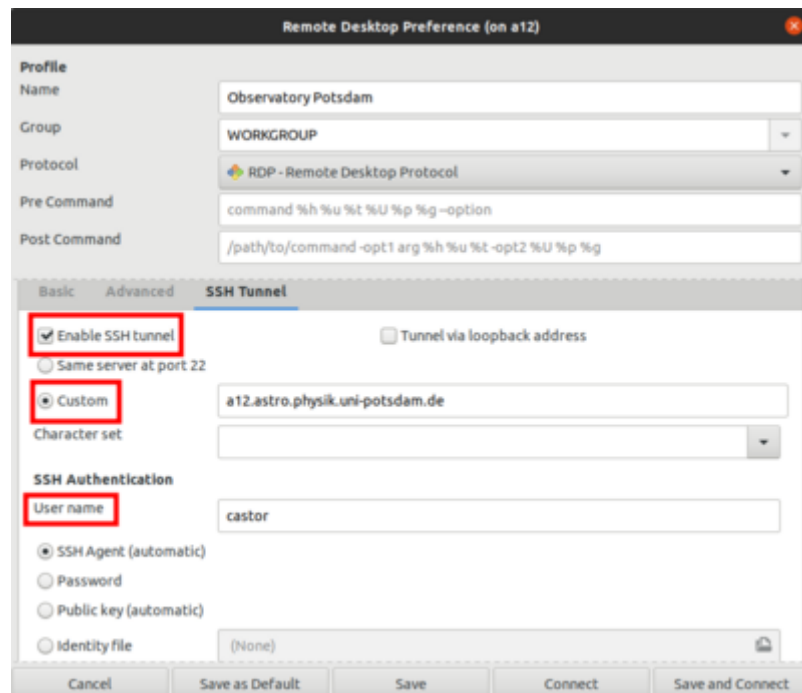 Remote Desktop Preference (on a12)
Profile
Name
Observatory Potsdam
Group
WORKGROUP
Protocol
RDP - Remote Desktop Protocol
Pre Command
command %h %u %t %U %p %g --option
Post Command
/path/to/command -opt1 arg %h %u %t -opt2 %U %p %g
Basic Advanced SSH Tunnel
Enable SSH tunnel Tunnel via loopback address
Same server at port 22
Custom a12.astro.physik.uni-potsdam.de
Character set
SSH Authentication
User name
castor
SSH Agent (automatic)
Password
Public key (automatic)
Identity file (None)
Cancel Save as Default Save Connect Save and Connect